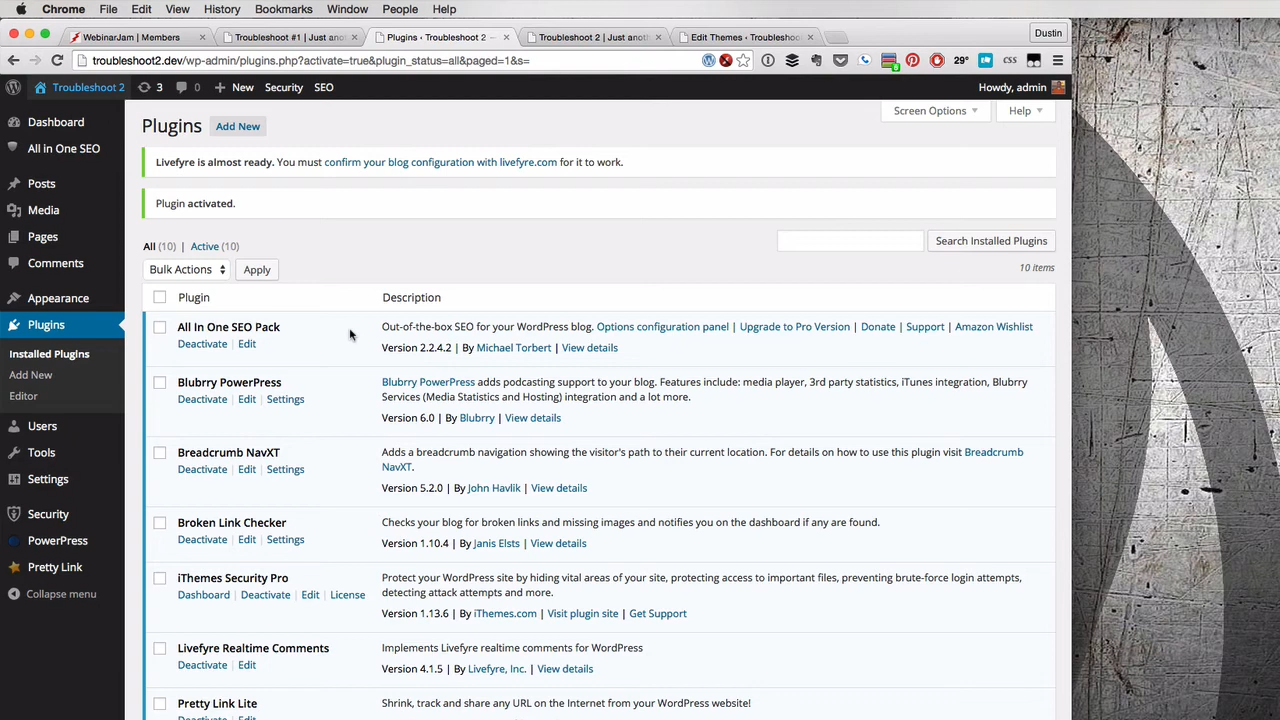 Chrome File Edit View History Bookmarks Window People Help
WebinarJam | Members
Troubleshoot #1 | Just an
Plugins ‹ Troubleshoot 2 —
Troubleshoot 2 | Just anoth
Edit Themes ‹ Troublesho
Dustin
troubleshoot2.dev/wp-admin/plugins.php?activate=true&plugin_status=all&paged=1&s=
29° CSS
Troubleshoot 2 3 0 + New Security SEO
Howdy, admin
Dashboard
All in One SEO
Posts
Media
Pages
Comments
Appearance
Plugins
Installed Plugins
Add New
Editor
Users
Tools
Settings
Security
PowerPress
Pretty Link
Collapse menu
Screen Options Help
Plugins Add New
Livefyre is almost ready. You must confirm your blog configuration with livefyre.com for it to work.
Plugin activated.
All (10) | Active (10)
Search Installed Plugins
Bulk Actions Apply
10 items
Plugin Description
All In One SEO Pack
Deactivate | Edit
Out-of-the-box SEO for your WordPress blog. Options configuration panel | Upgrade to Pro Version | Donate | Support | Amazon Wishlist
Version 2.2.4.2 | By Michael Torbert | View details
Blubrry PowerPress
Deactivate | Edit | Settings
Blubrry PowerPress adds podcasting support to your blog. Features include: media player, 3rd party statistics, iTunes integration, Blubrry
Services (Media Statistics and Hosting) integration and a lot more.
Version 6.0 | By Blubrry | View details
Breadcrumb NavXT
Deactivate | Edit | Settings
Adds a breadcrumb navigation showing the visitor's path to their current location. For details on how to use this plugin visit Breadcrumb
NavXT.
Version 5.2.0 | By John Havlik | View details
Broken Link Checker
Deactivate | Edit | Settings
Checks your blog for broken links and missing images and notifies you on the dashboard if any are found.
Version 1.10.4 | By Janis Elsts | View details
iThemes Security Pro
Dashboard | Deactivate | Edit | License
Protect your WordPress site by hiding vital areas of your site, protecting access to important files, preventing brute-force login attempts,
detecting attack attempts and more.
Version 1.13.6 | By iThemes.com | Visit plugin site | Get Support
Livefyre Realtime Comments
Deactivate | Edit
Implements Livefyre realtime comments for WordPress
Version 4.1.5 | By Livefyre, Inc. | View details
Pretty Link Lite
Shrink, track and share any URL on the Internet from your WordPress website!